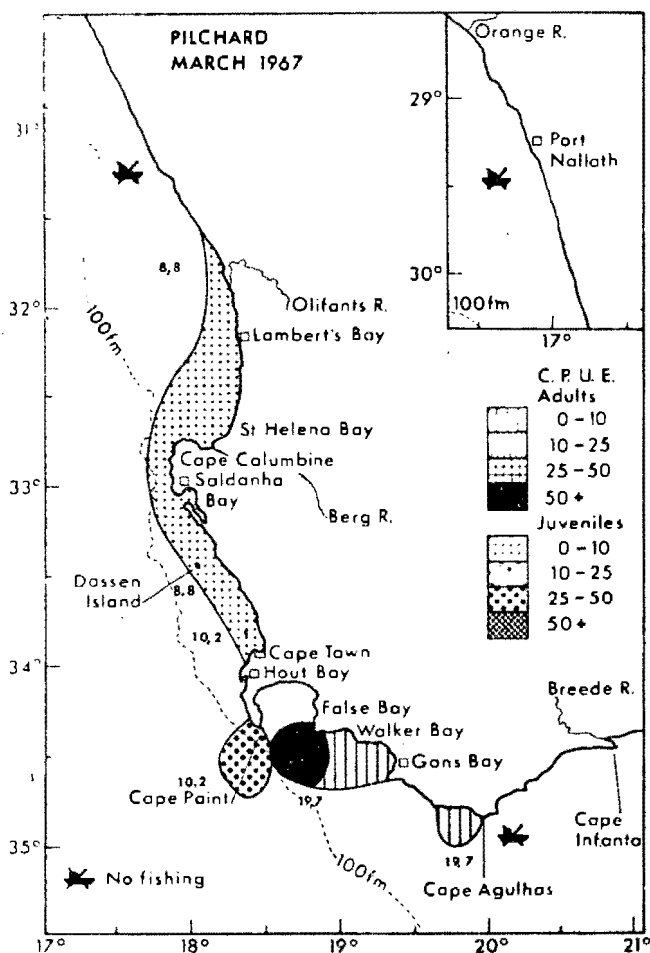 PILCHARD
MARCH 1967
Orange R.
29°
Port
Nallath
30°
100fm
17°
31°
8,8
32°
100fm
Olifants R.
Lambert's Bay
St Helena Bay
Cape Calumbine
Saldanha
Bay
33°
Berg R.
Dassen
Island
8,8
10,2
Cape Town
34°
Hout Bay
False Bay
Walker Bay
Breede R.
Gans Bay
10,2
Cape Paint
19,7
100fm
35°
19,7
Cape
Infanta
Cape Agulhas
No fishing
C. P. U. E.
Adults
0-10
10-25
25-50
50+
Juveniles
0-10
10-25
25-50
50+
17°
18°
19°
20°
21°